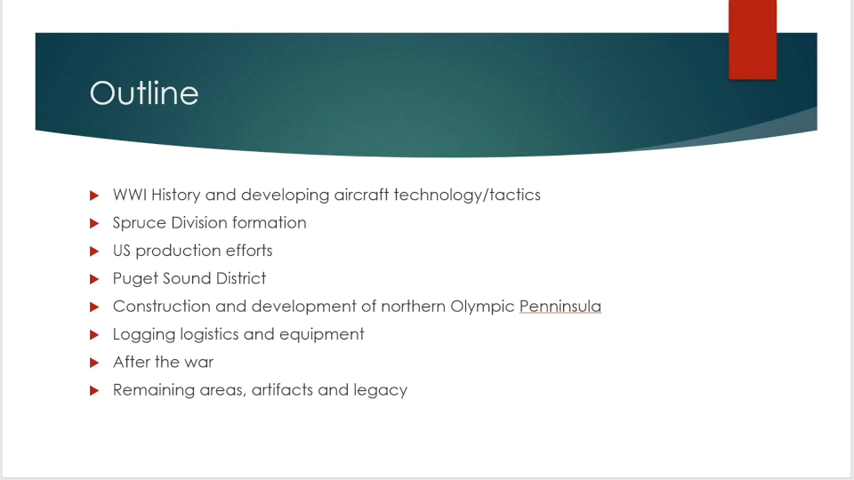 Outline
WWI History and developing aircraft technology/tactics
Spruce Division formation
US production efforts
Puget Sound District
Construction and development of northern Olympic Penninsula
Logging logistics and equipment
After the war
Remaining areas, artifacts and legacy